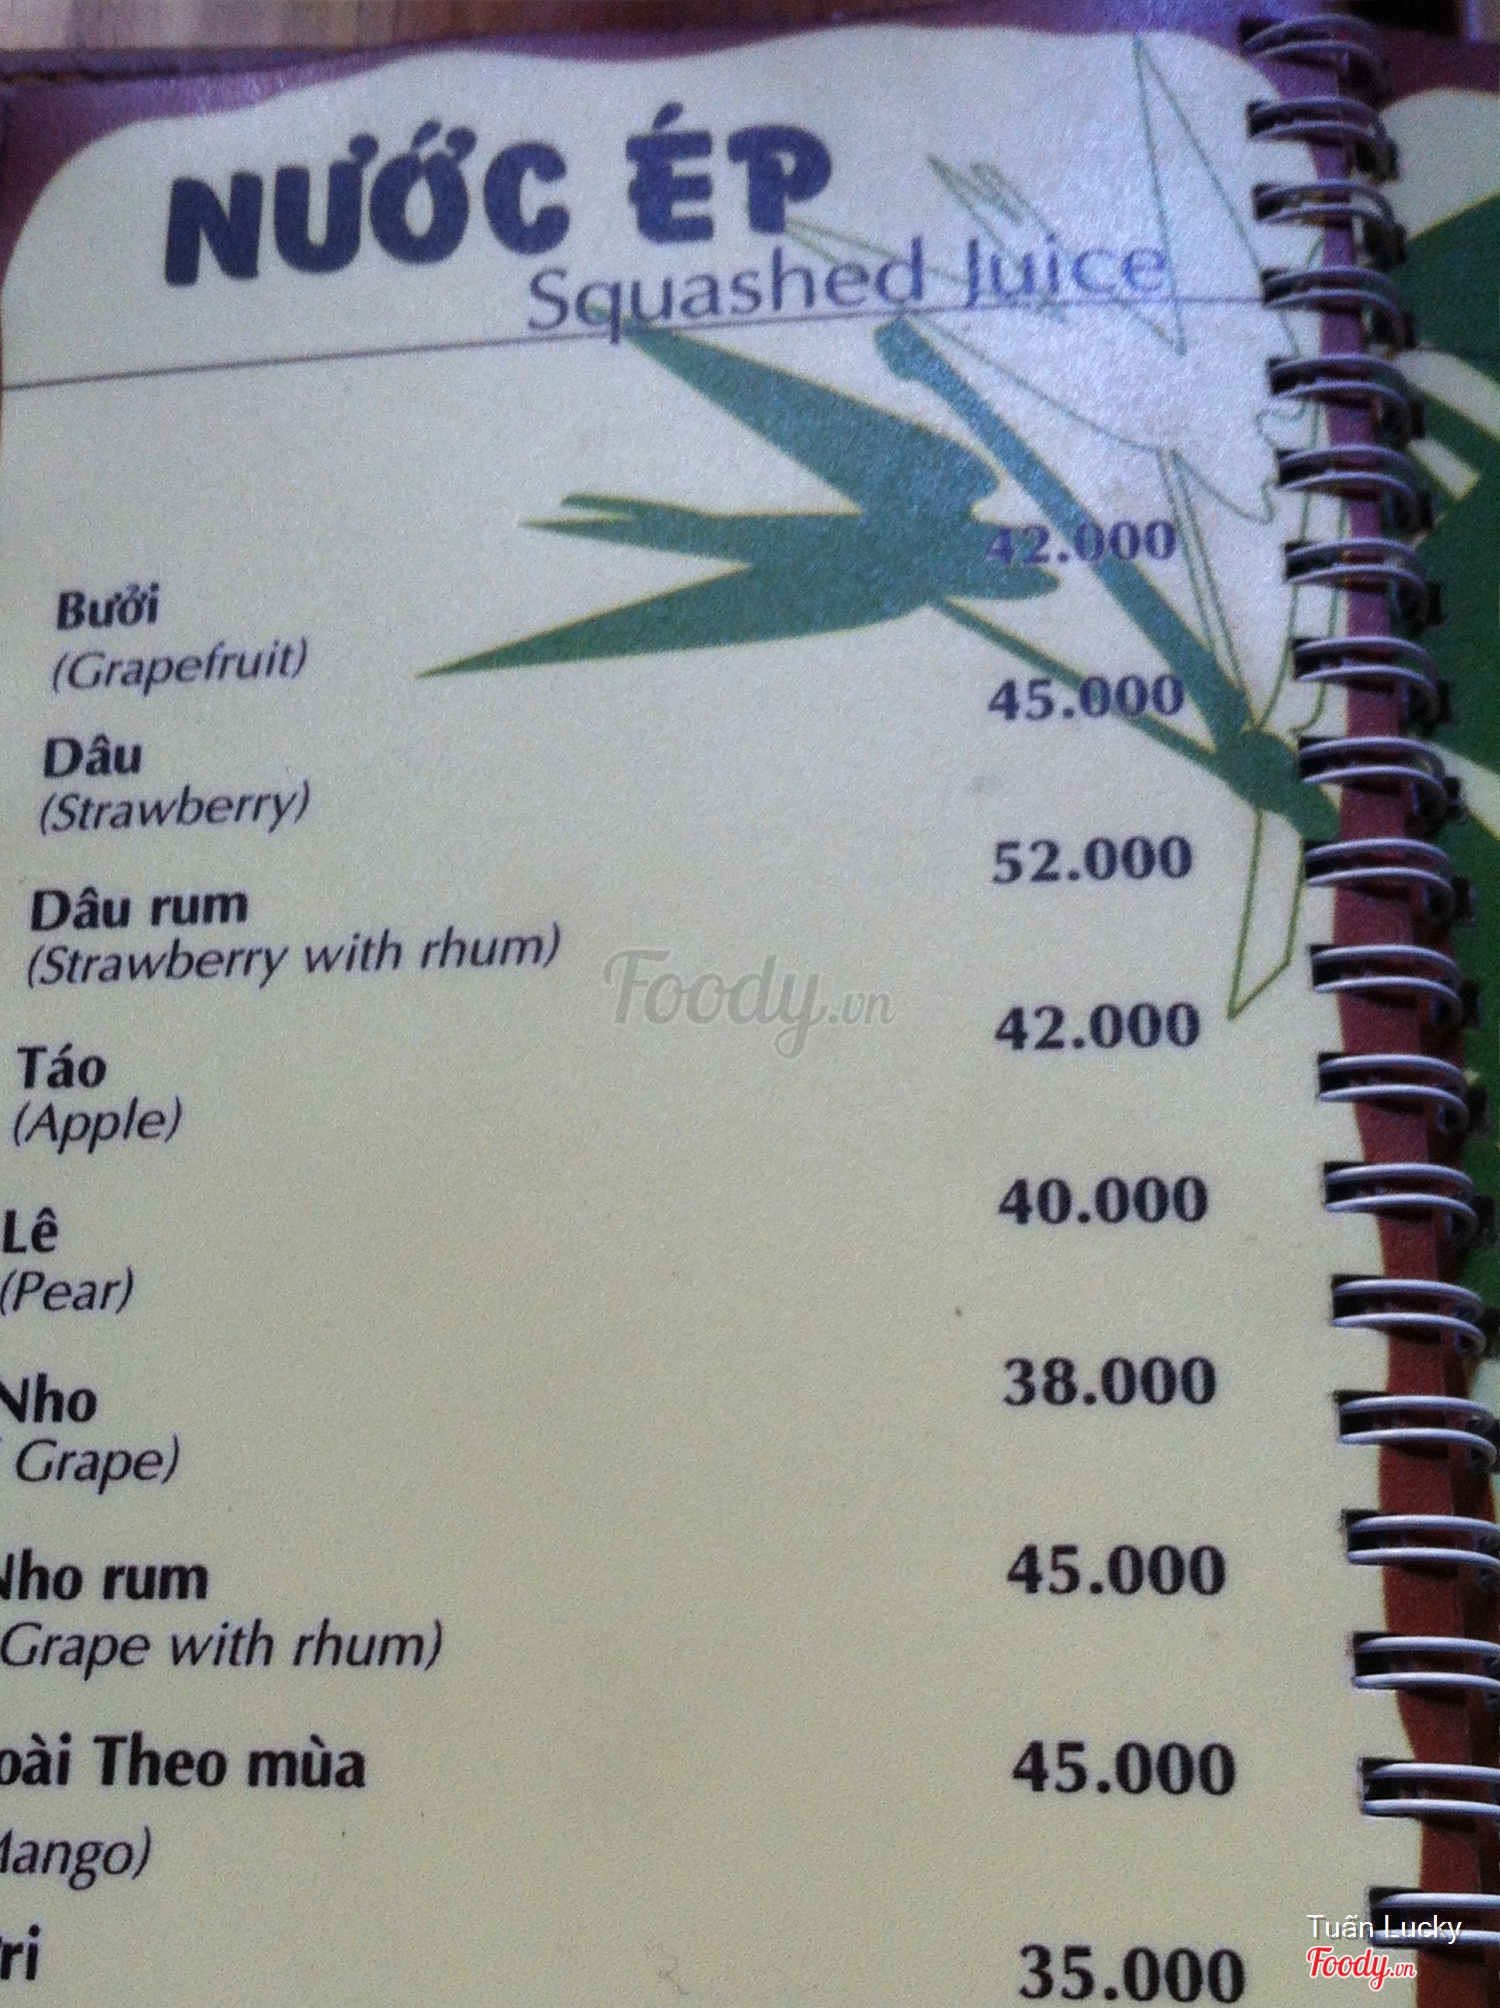 NƯỚC ÉP
Squashed Juice
Bưởi 42.000
(Grapefruit)
Dâu 45.000
(Strawberry)
Dâu rum 52.000
(Strawberry with rhum)
Foody.vn
Táo 42.000
(Apple)
Lê 40.000
(Pear)
Nho 38.000
( Grape)
Nho rum 45.000
Grape with rhum)
oài Theo mùa 45.000
Mango)
ri 35.000
Tuấn Lucky
Foody.vn